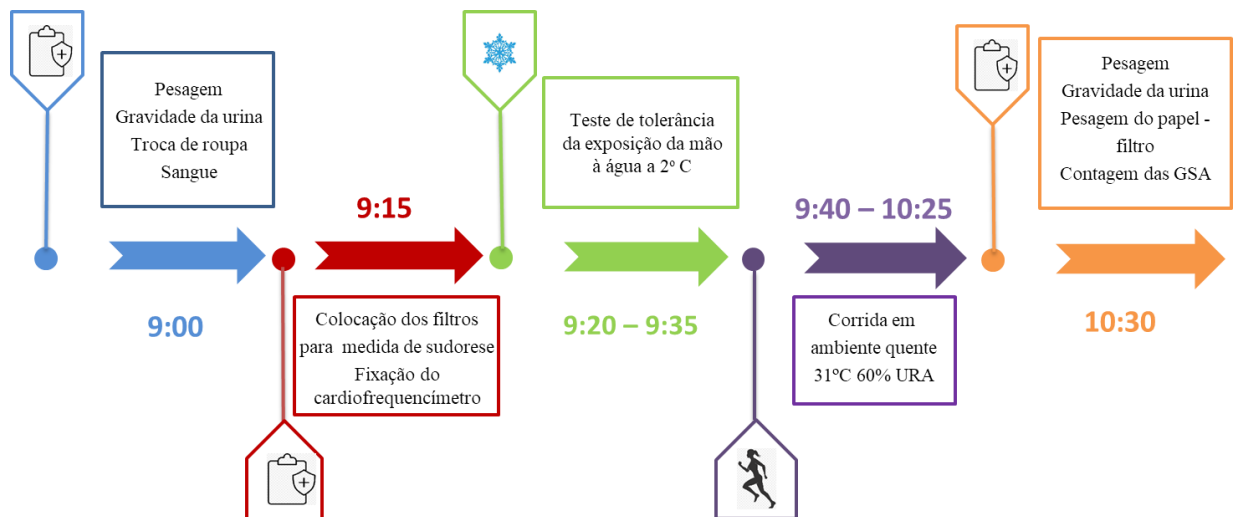 Pesagem
Gravidade da urina
Troca de roupa
Sangue
9:00
9:15
Colocação dos filtros
para medida de sudorese
Fixação do
cardiofrequencímetro
Teste de tolerância
da exposição da mão
à água a 2º C
9:20 – 9:35
9:40 – 10:25
Corrida em
ambiente quente
31ºC 60% URA
Pesagem
Gravidade da urina
Pesagem do papel -
filtro
Contagem das GSA
10:30